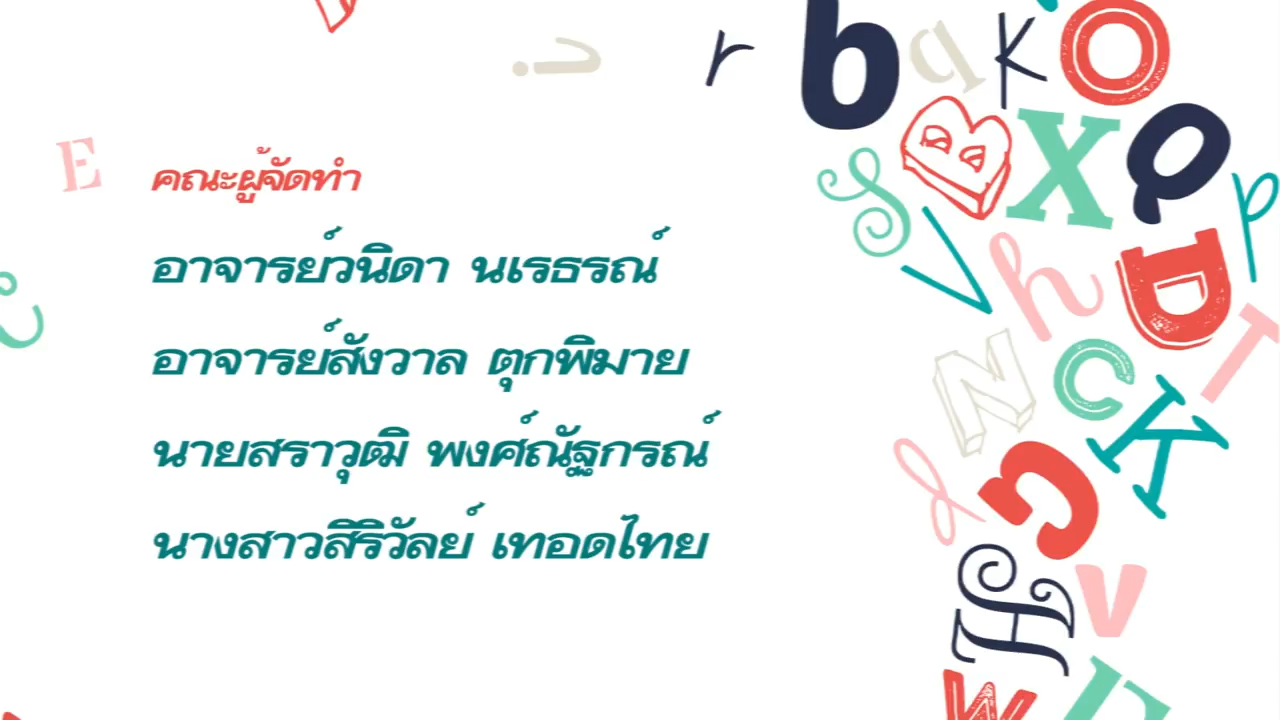 คณะผู้จัดทำ
อาจารย์วนิดา นเรธรณ์
อาจารย์สังวาล ตุกพิมาย
นายสราวุฒิ พงศ์ณัฐกรณ์
นางสาวสิริวัลย์ เทอดไทย